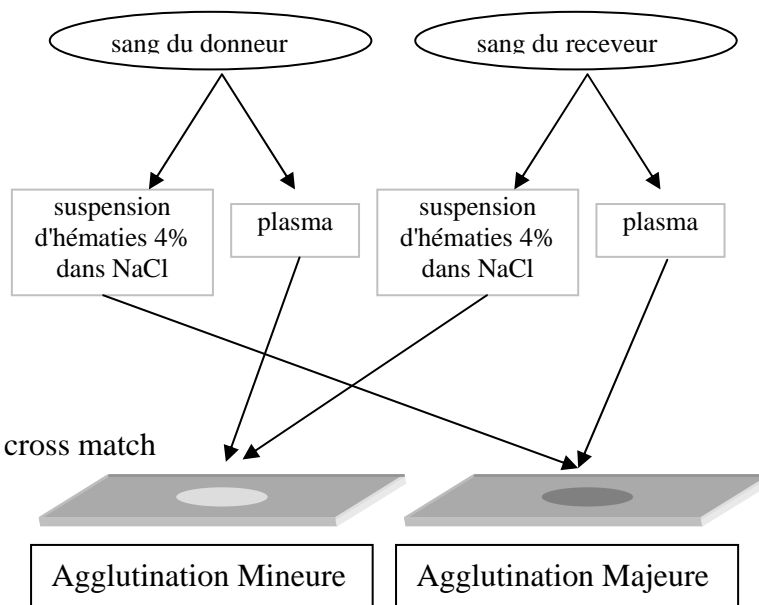 sang du donneur
sang du receveur
suspension
d'hématies 4%
dans NaCl
plasma
suspension
d'hématies 4%
dans NaCl
plasma
cross match
Agglutination Mineure
Agglutination Majeure